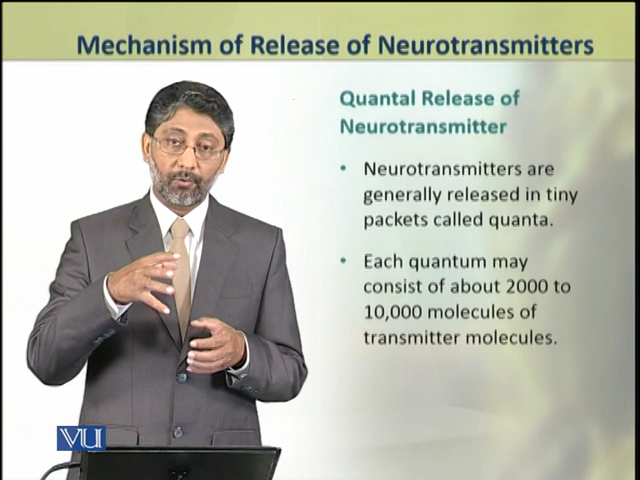 Mechanism of Release of Neurotransmitters
Quantal Release of
Neurotransmitter
• Neurotransmitters are
generally released in tiny
packets called quanta.
• Each quantum may
consist of about 2000 to
10,000 molecules of
transmitter molecules.
VU